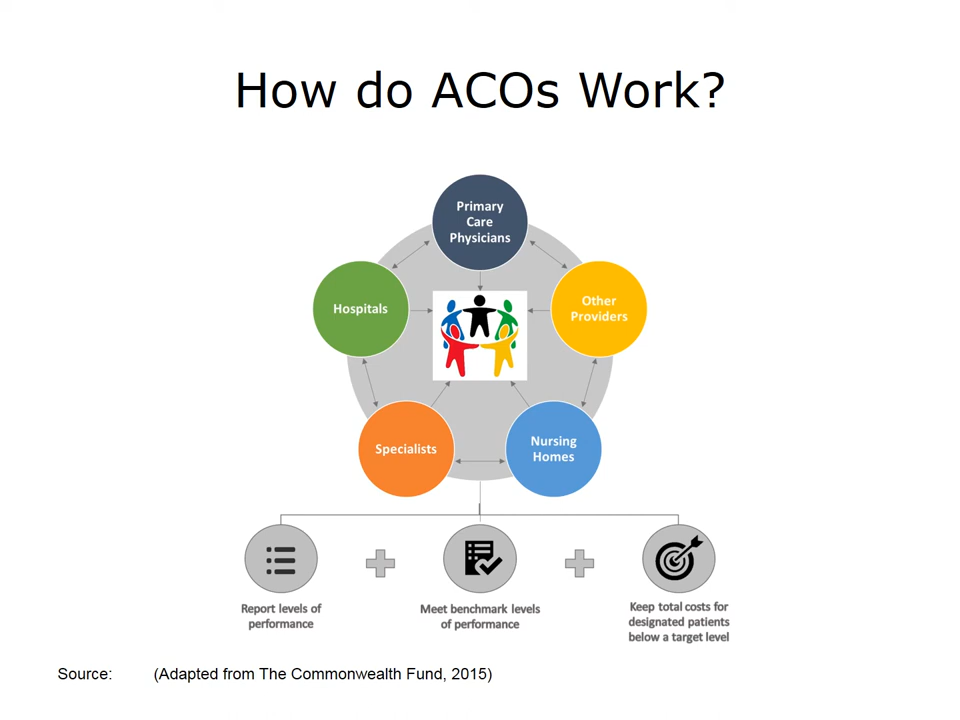 How do ACOs Work?
Primary
Care
Physicians
Hospitals
Other
Providers
Specialists
Nursing
Homes
Report levels of
performance
Meet benchmark levels
of performance
Keep total costs for
designated patients
below a target level
Source: (Adapted from The Commonwealth Fund, 2015)